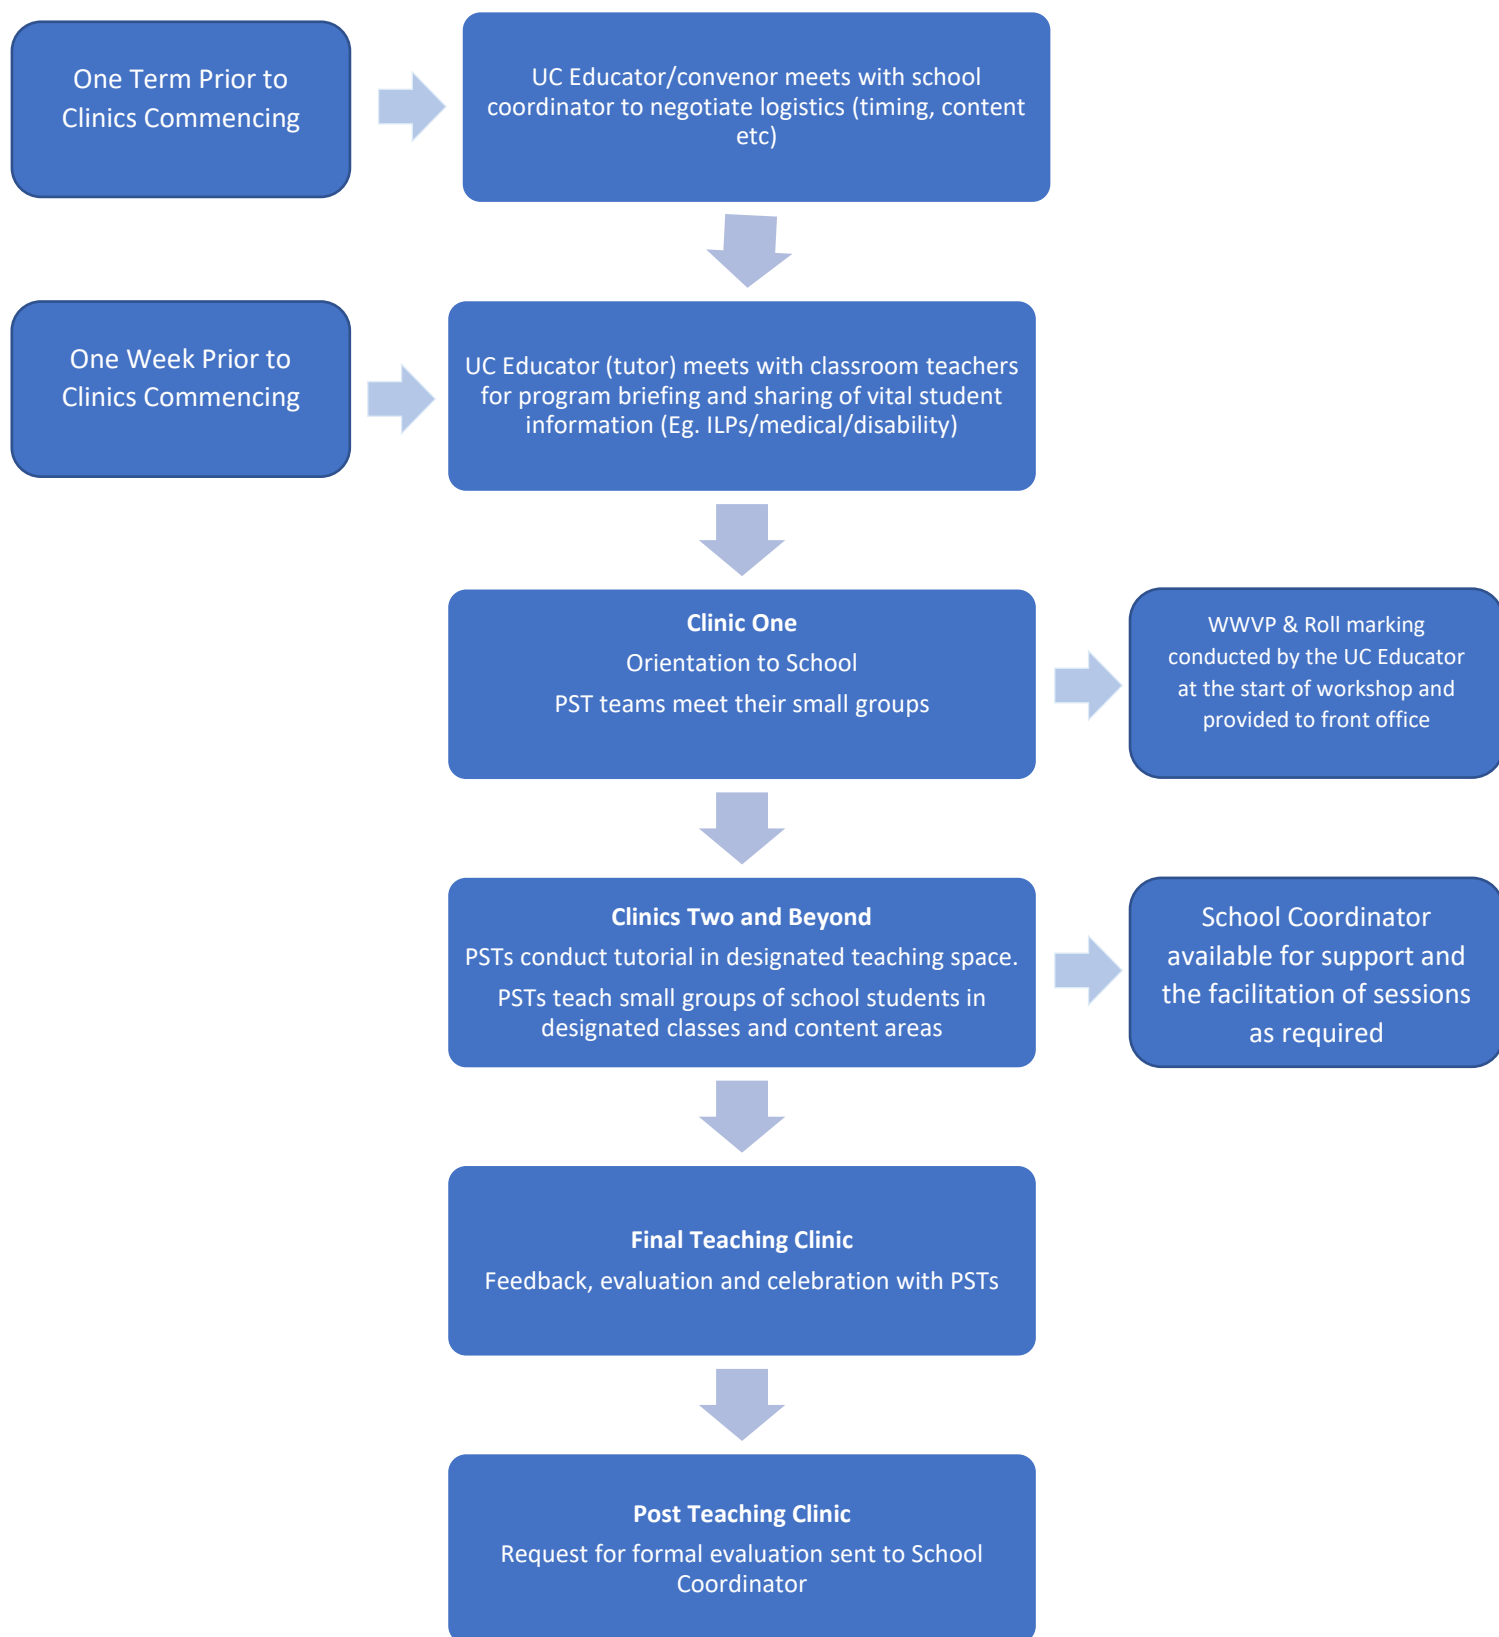 One Term Prior to
Clinics Commencing
UC Educator/convenor meets with school
coordinator to negotiate logistics (timing, content
etc)
One Week Prior to
Clinics Commencing
UC Educator (tutor) meets with classroom teachers
for program briefing and sharing of vital student
information (Eg. ILPs/medical/disability)
Clinic One
Orientation to School
PST teams meet their small groups
WWVP & Roll marking
conducted by the UC Educator
at the start of workshop and
provided to front office
Clinics Two and Beyond
PSTs conduct tutorial in designated teaching space.
PSTs teach small groups of school students in
designated classes and content areas
School Coordinator
available for support and
the facilitation of sessions
as required
Final Teaching Clinic
Feedback, evaluation and celebration with PSTs
Post Teaching Clinic
Request for formal evaluation sent to School
Coordinator